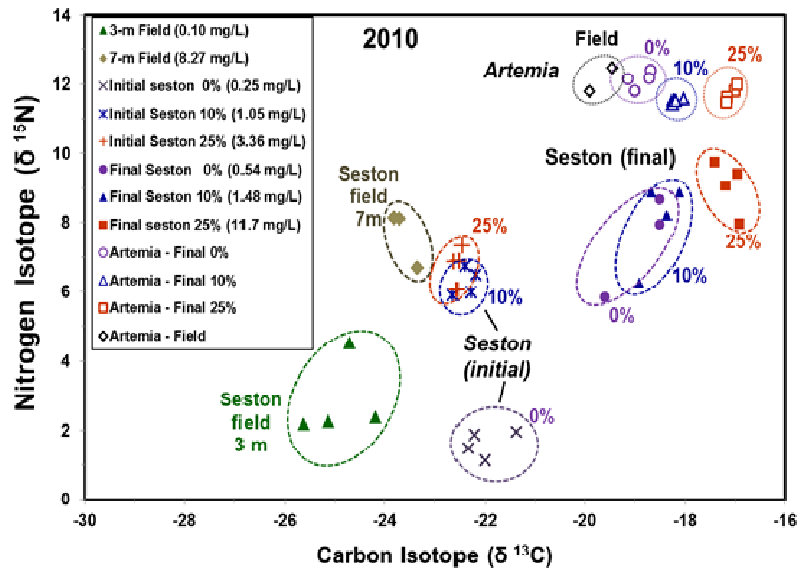 2010
3-m Field (0.10 mg/L)
7-m Field (8.27 mg/L)
Initial seston 0% (0.25 mg/L)
Initial Seston 10% (1.05 mg/L)
Initial Seston 25% (3.36 mg/L)
Final Seston 0% (0.54 mg/L)
Final Seston 10% (1.48 mg/L)
Final seston 25% (11.7 mg/L)
Artemia - Final 0%
Artemia - Final 10%
Artemia - Final 25%
Artemia - Field
Field
0%
Artemia
10%
25%
Seston (final)
25%
10%
0%
Seston
field
7m
25%
10%
Seston
(initial)
0%
Seston
field
3 m
Nitrogen Isotope (δ 15N)
14
12
10
8
6
4
2
0
-30
-28
-26
-24
-22
-20
-18
-16
Carbon Isotope (δ 13C)